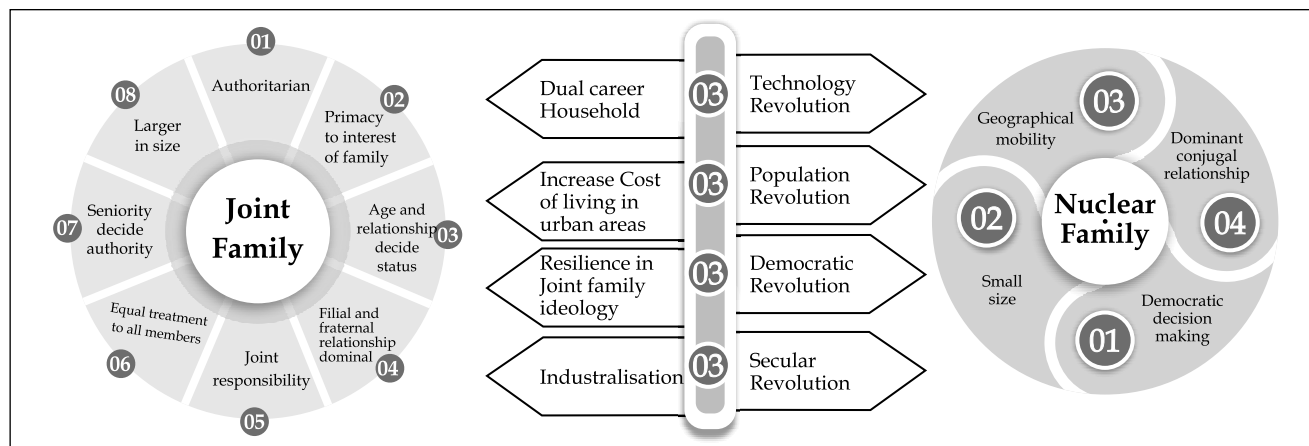 01
Authoritarian
02
Primacy
to interest
of family
Age and
relationship
decide
status
03
Filial and
fraternal
relationship
dominal
04
Joint
responsibility
05
Equal treatment
to all members
06
Seniority
decide
authority
07
08
Larger
in size
Joint
Family
Dual career
Household
03
Technology
Revolution
Increase Cost
of living in
urban areas
03
Population
Revolution
Resilience in
Joint family
ideology
03
Democratic
Revolution
Industralisation
03
Secular
Revolution
Nuclear
Family
03
Geographical
mobility
Dominant
conjugal
relationship
04
02
Small
size
01
Democratic
decision
making